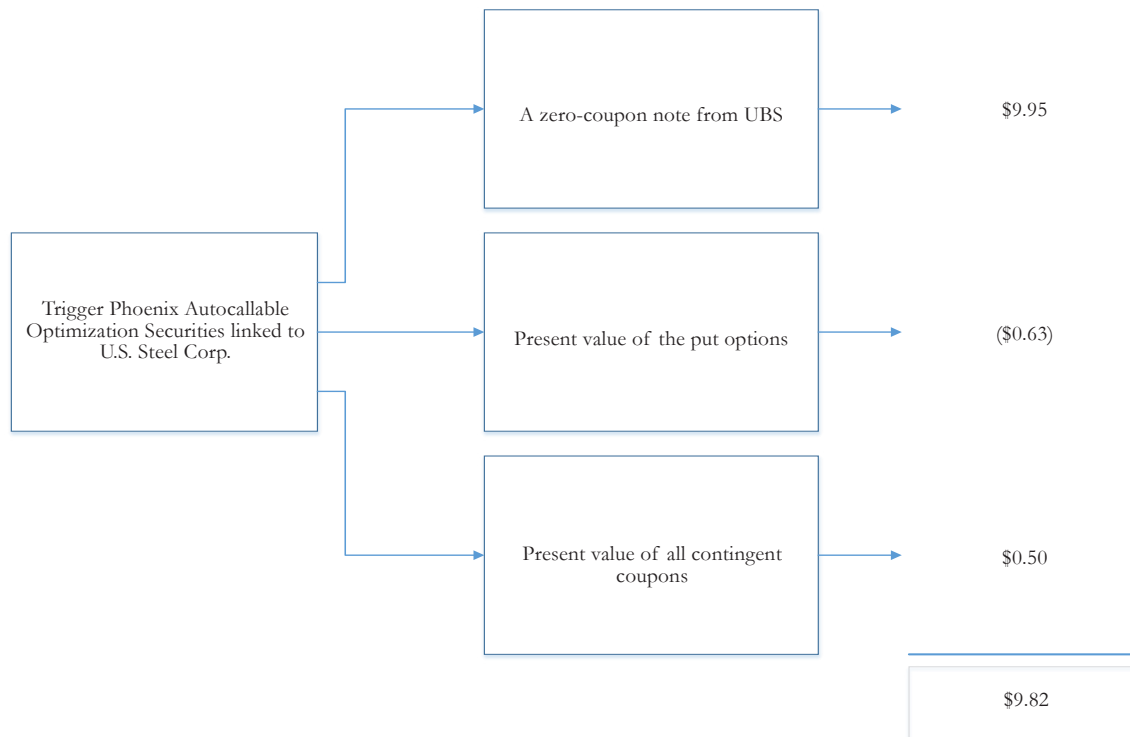 A zero-coupon note from UBS
$9.95
Trigger Phoenix Autocallable
Optimization Securities linked to
U.S. Steel Corp.
Present value of the put options
($0.63)
Present value of all contingent
coupons
$0.50
$9.82